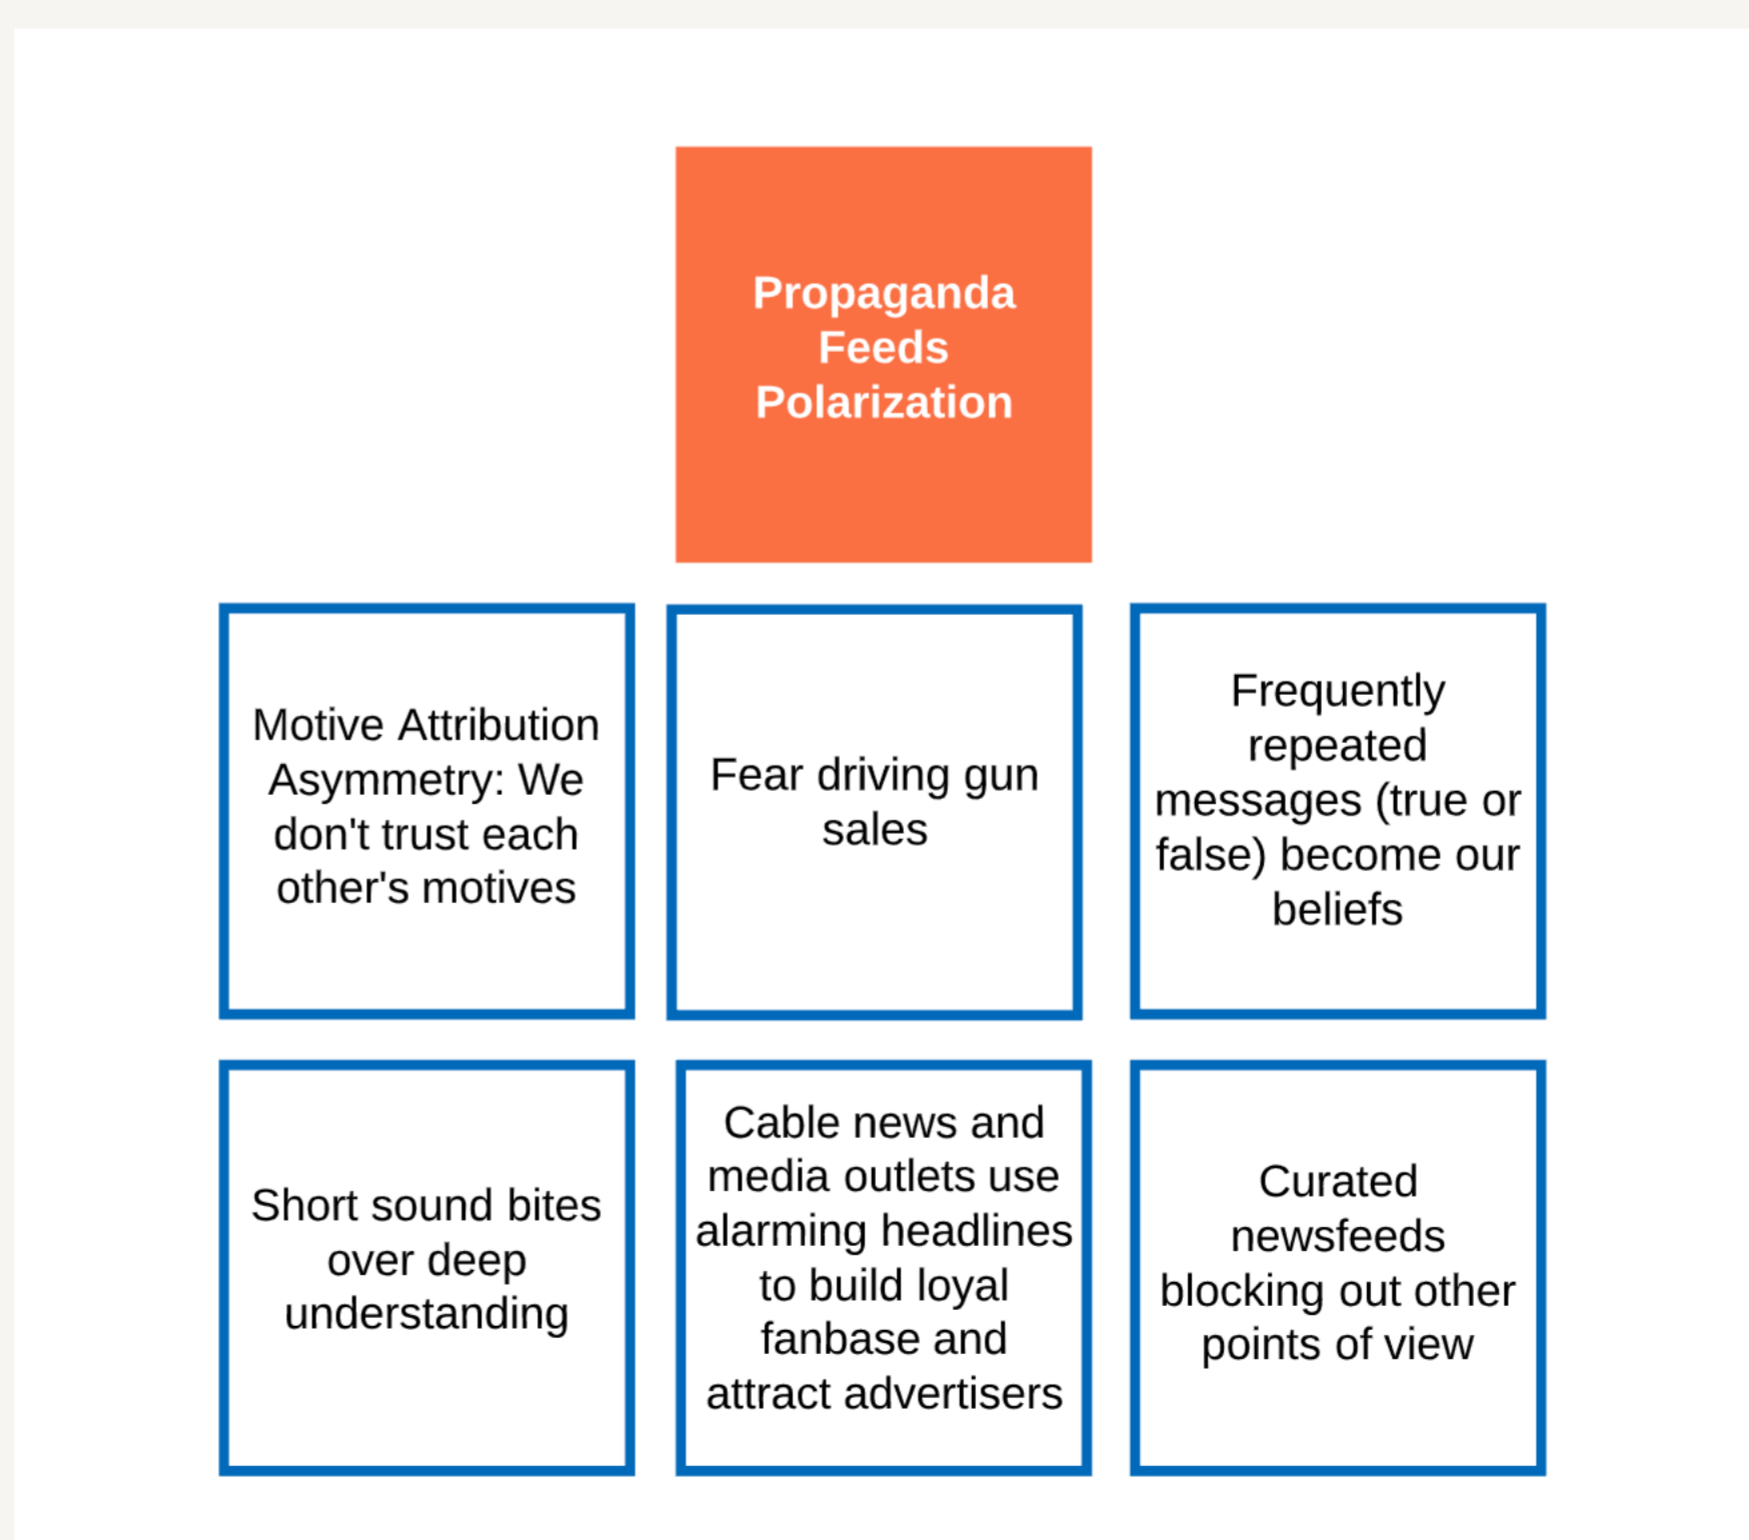 Propaganda
Feeds
Polarization
Motive Attribution
Asymmetry: We
don't trust each
other's motives
Fear driving gun
sales
Frequently
repeated
messages (true or
false) become our
beliefs
Short sound bites
over deep
understanding
Cable news and
media outlets use
alarming headlines
to build loyal
fanbase and
attract advertisers
Curated
newsfeeds
blocking out other
points of view